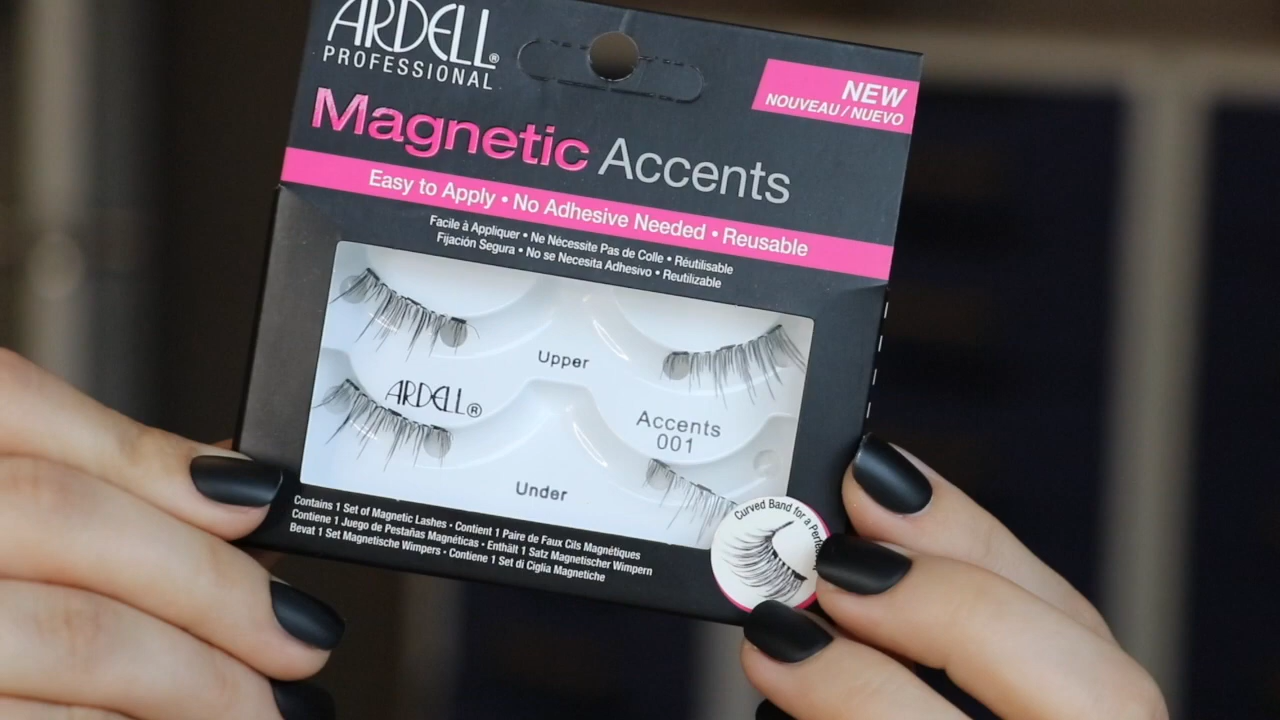 ARDELL®
PROFESSIONAL
NEW
NOUVEAU / NUEVO
Magnetic Accents
Easy to Apply • No Adhesive Needed • Reusable
Facile à Appliquer • Ne Nécessite Pas de Colle • Réutilisable
Fijación Segura • No se Necesita Adhesivo • Reutilizable
Upper
ARDELL®
Accents
001
Under
Contains 1 Set of Magnetic Lashes • Contient 1 Paire de Faux Cils Magnétiques
Contiene 1 Juego de Pestañas Magnéticas • Enthält 1 Satz Magnetischer Wimpern
Bevat 1 Set Magnetische Wimpers • Contiene 1 Set di Ciglia Magnetiche
Curved Band for a